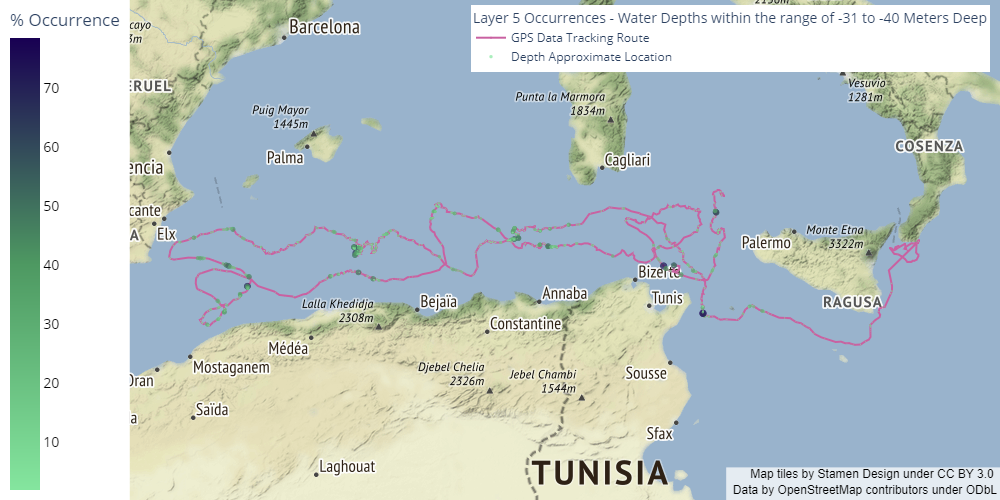 % Occurrence
70
60
50
40
30
20
10
Layer 5 Occurrences - Water Depths within the range of -31 to -40 Meters Deep
GPS Data Tracking Route
Depth Approximate Location
cayo
3m
Barcelona
ERUEL
Puig Mayor
1445m
Palma
encia
cante
Elx
A
Punta la Marmora
1834m
Cagliari
2130m
Vesuvio
1281m
COSENZA
Palermo
Monte Etna
3322m
RAGUSA
Bizerte
Tunis
Annaba
Bejaïa
Lalla Khedidja
2308m
Constantine
Médéa
Mostaganem
Oran
Djebel Chelia
2326m
Jebel Chambi
1544m
Sousse
Saïda
a
Sfax
Laghouat
TUNISIA
Map tiles by Stamen Design under CC BY 3.0
Data by OpenStreetMap contributors under ODbL